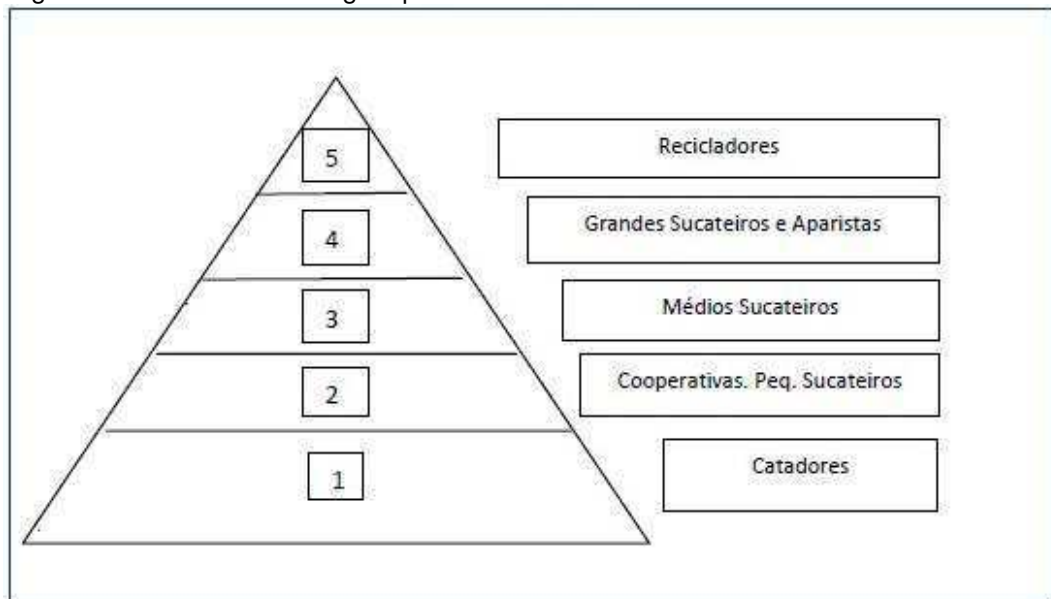 5
Recicladores
4
Grandes Sucateiros e Aparistas
3
Médios Sucateiros
2
Cooperativas. Peq. Sucateiros
1
Catadores